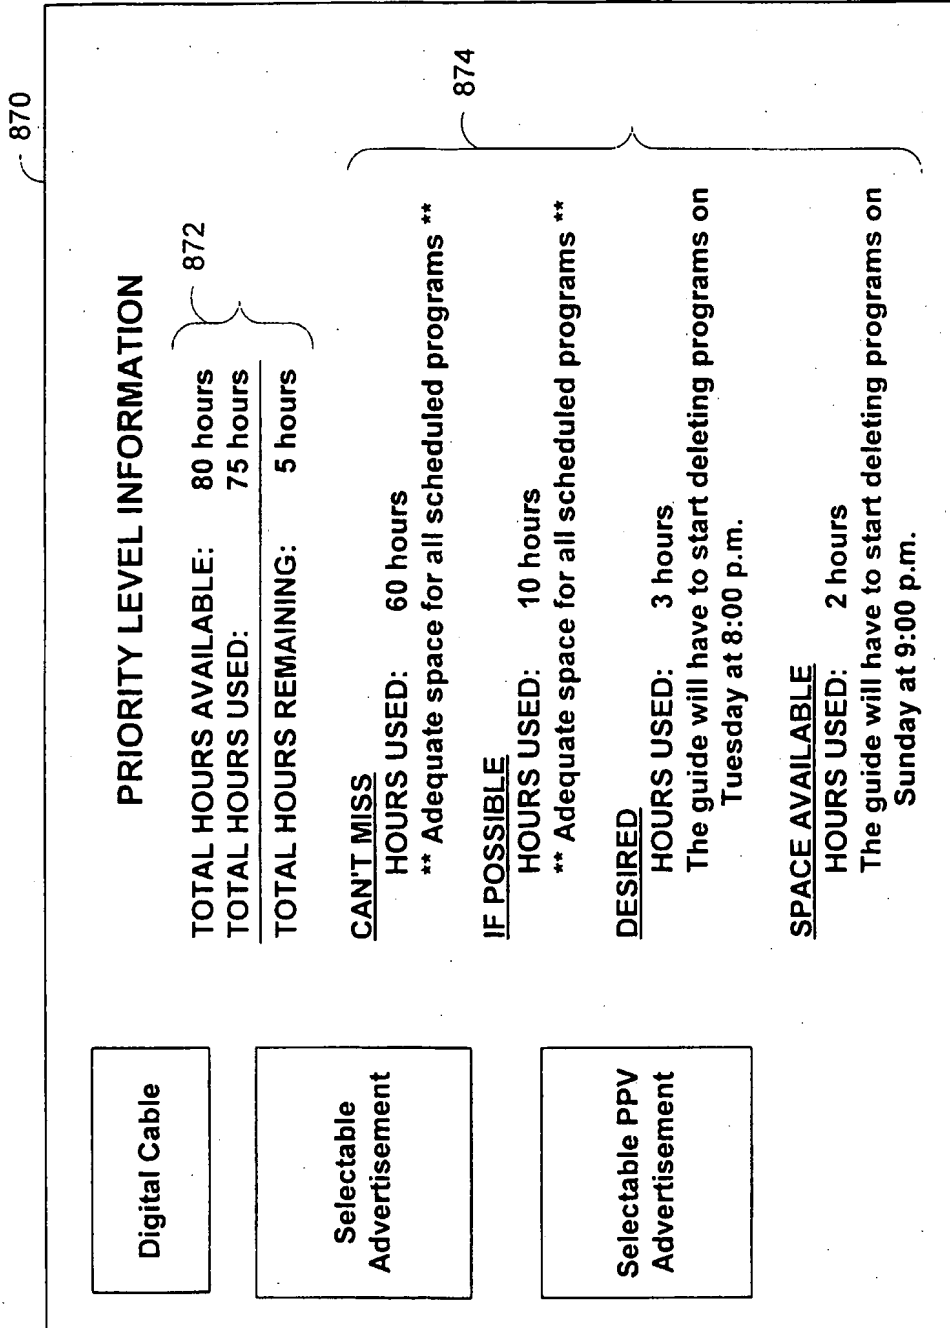 870
Digital Cable
Selectable
Advertisement
Selectable PPV
Advertisement
PRIORITY LEVEL INFORMATION
TOTAL HOURS AVAILABLE: 80 hours
TOTAL HOURS USED: 75 hours
TOTAL HOURS REMAINING: 5 hours
872
CAN'T MISS
HOURS USED: 60 hours
** Adequate space for all scheduled programs **
IF POSSIBLE
HOURS USED: 10 hours
** Adequate space for all scheduled programs **
DESIRED
HOURS USED: 3 hours
The guide will have to start deleting programs on
Tuesday at 8:00 p.m.
SPACE AVAILABLE
HOURS USED: 2 hours
The guide will have to start deleting programs on
Sunday at 9:00 p.m.
874